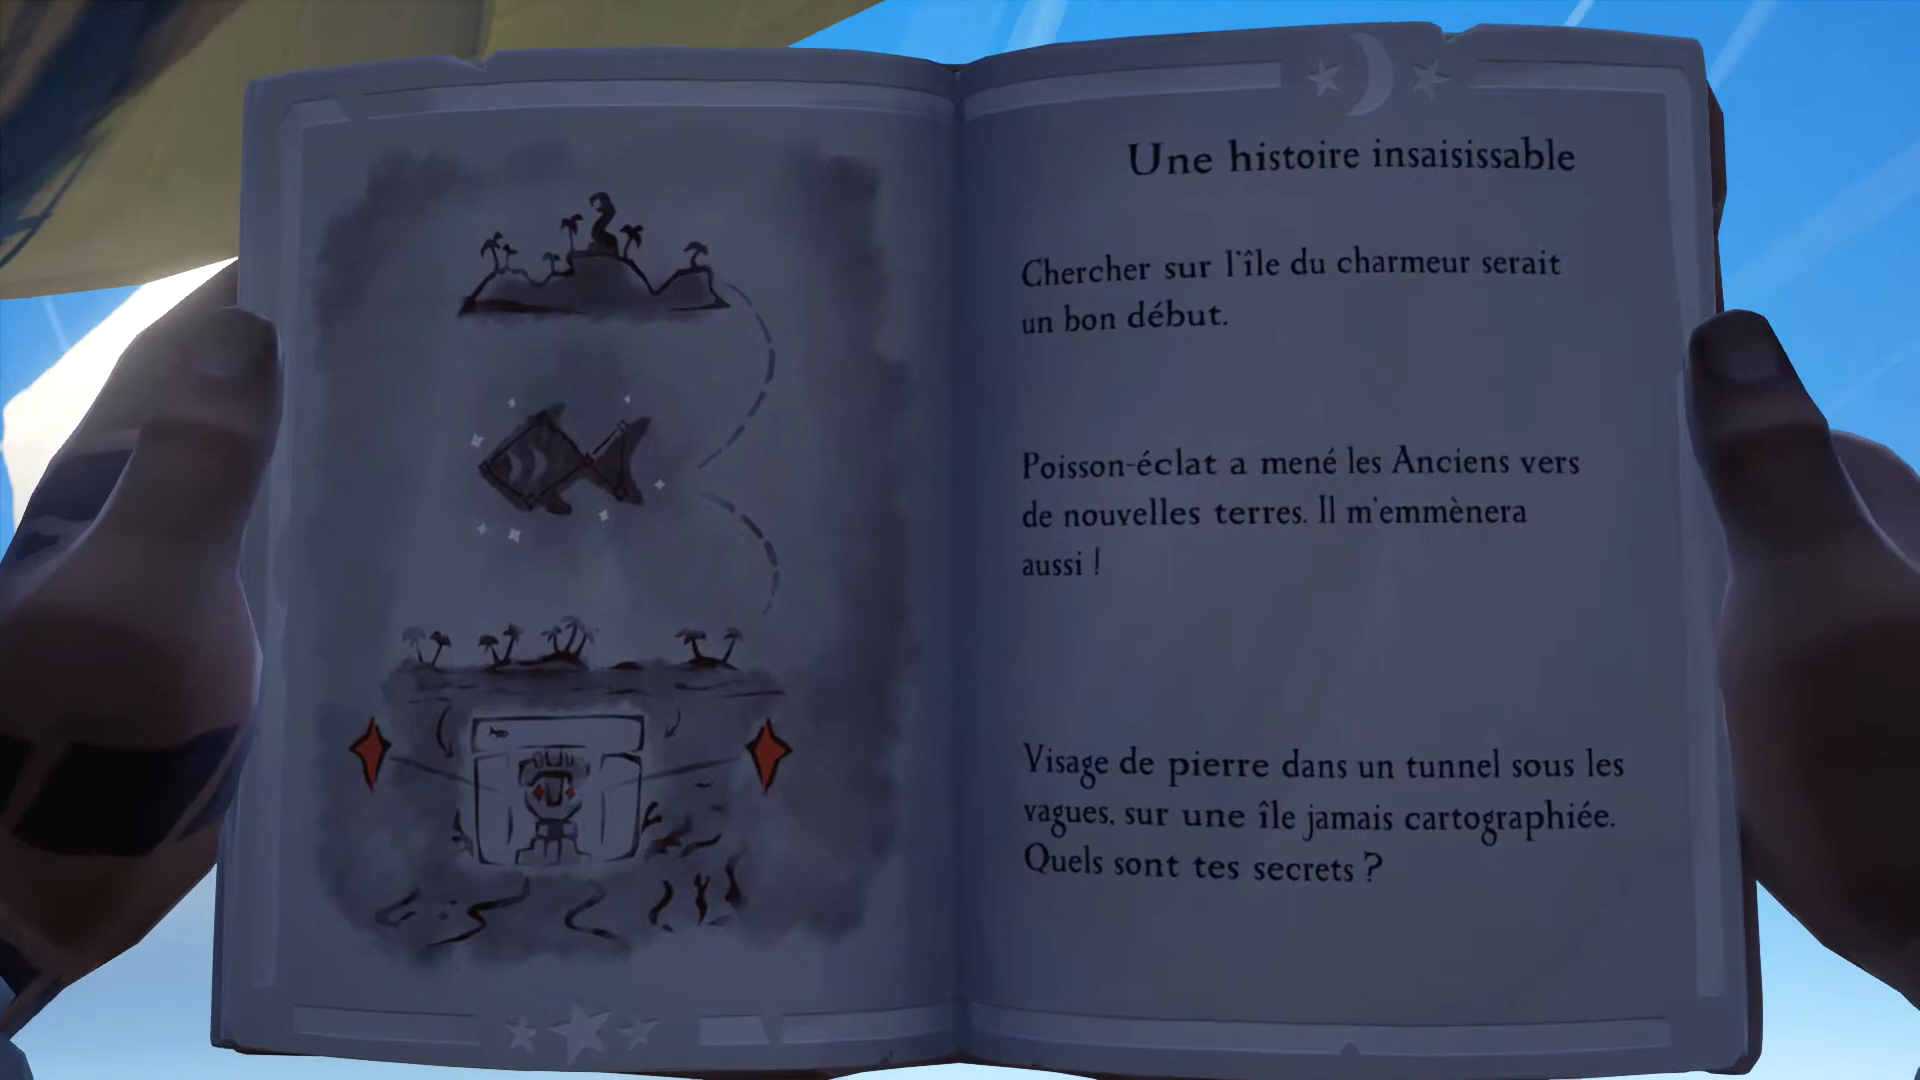 Une histoire insaisissable
Chercher sur l'île du charmeur serait
un bon début.
Poisson-éclat a mené les Anciens vers
de nouvelles terres. Il m'emmènera
aussi !
Visage de pierre dans un tunnel sous les
vagues, sur une île jamais cartographiée.
Quels sont tes secrets ?